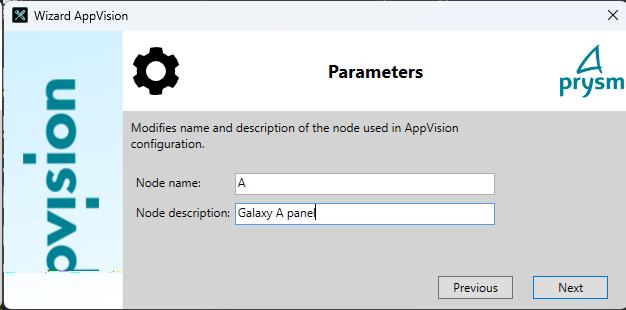 Wizard AppVision
Parameters
prysm
pvision
Modifies name and description of the node used in AppVision
configuration.
Node name: A
Node description: Galaxy A panel
Previous Next